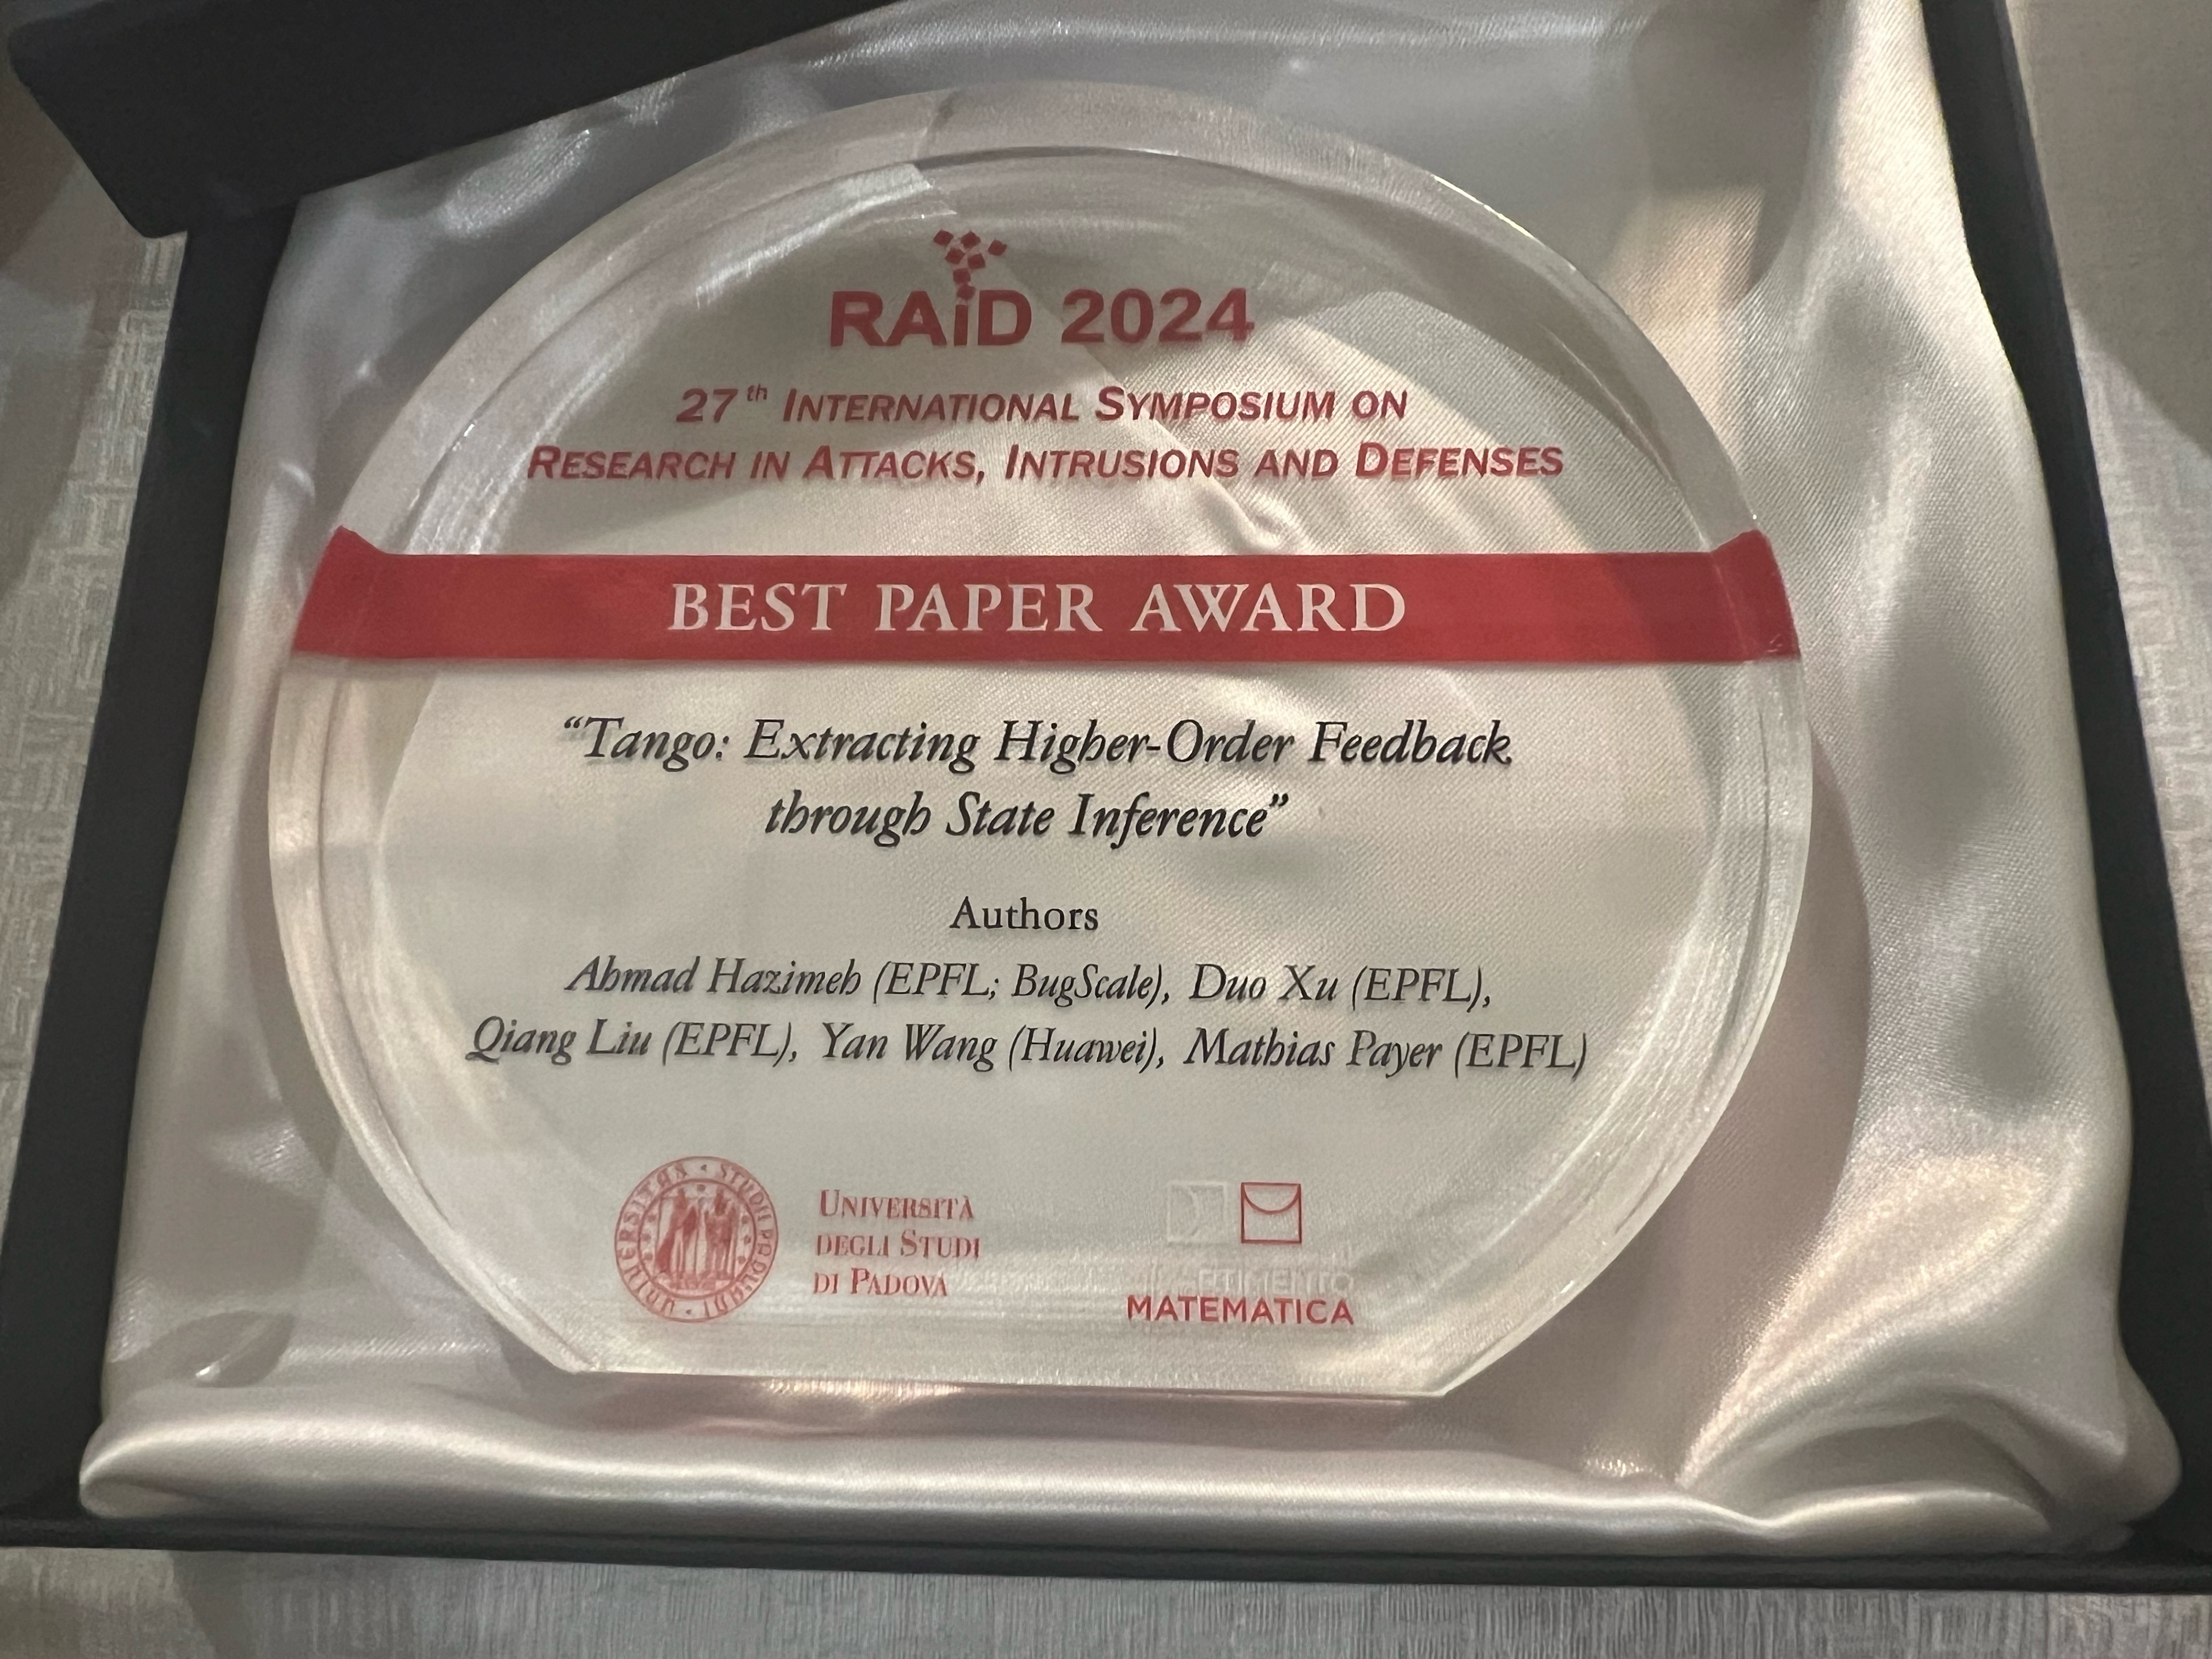 RAiD 2024
27th International Symposium on
Research in Attacks, Intrusions and Defenses
BEST PAPER AWARD
“Tango: Extracting Higher-Order Feedback
through State Inference”
Authors
Ahmad Hazimeh (EPFL; BugScale), Duo Xu (EPFL),
Qiang Liu (EPFL), Yan Wang (Huawei), Mathias Payer (EPFL)
Università
degli Studi
di Padova
MATEMATICA